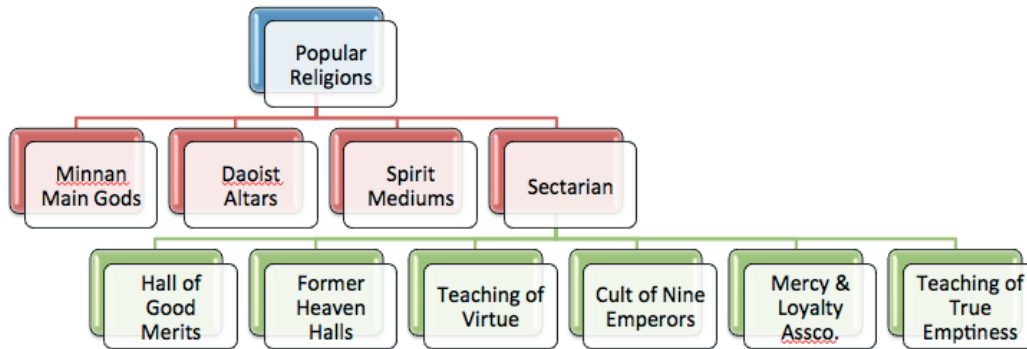 Popular
Religions
Minnan
Main Gods
Daoist
Altars
Spirit
Mediums
Sectarian
Hall of
Good
Merits
Former
Heaven
Halls
Teaching of
Virtue
Cult of Nine
Emperors
Mercy &
Loyalty
Assco.
Teaching of
True
Emptiness